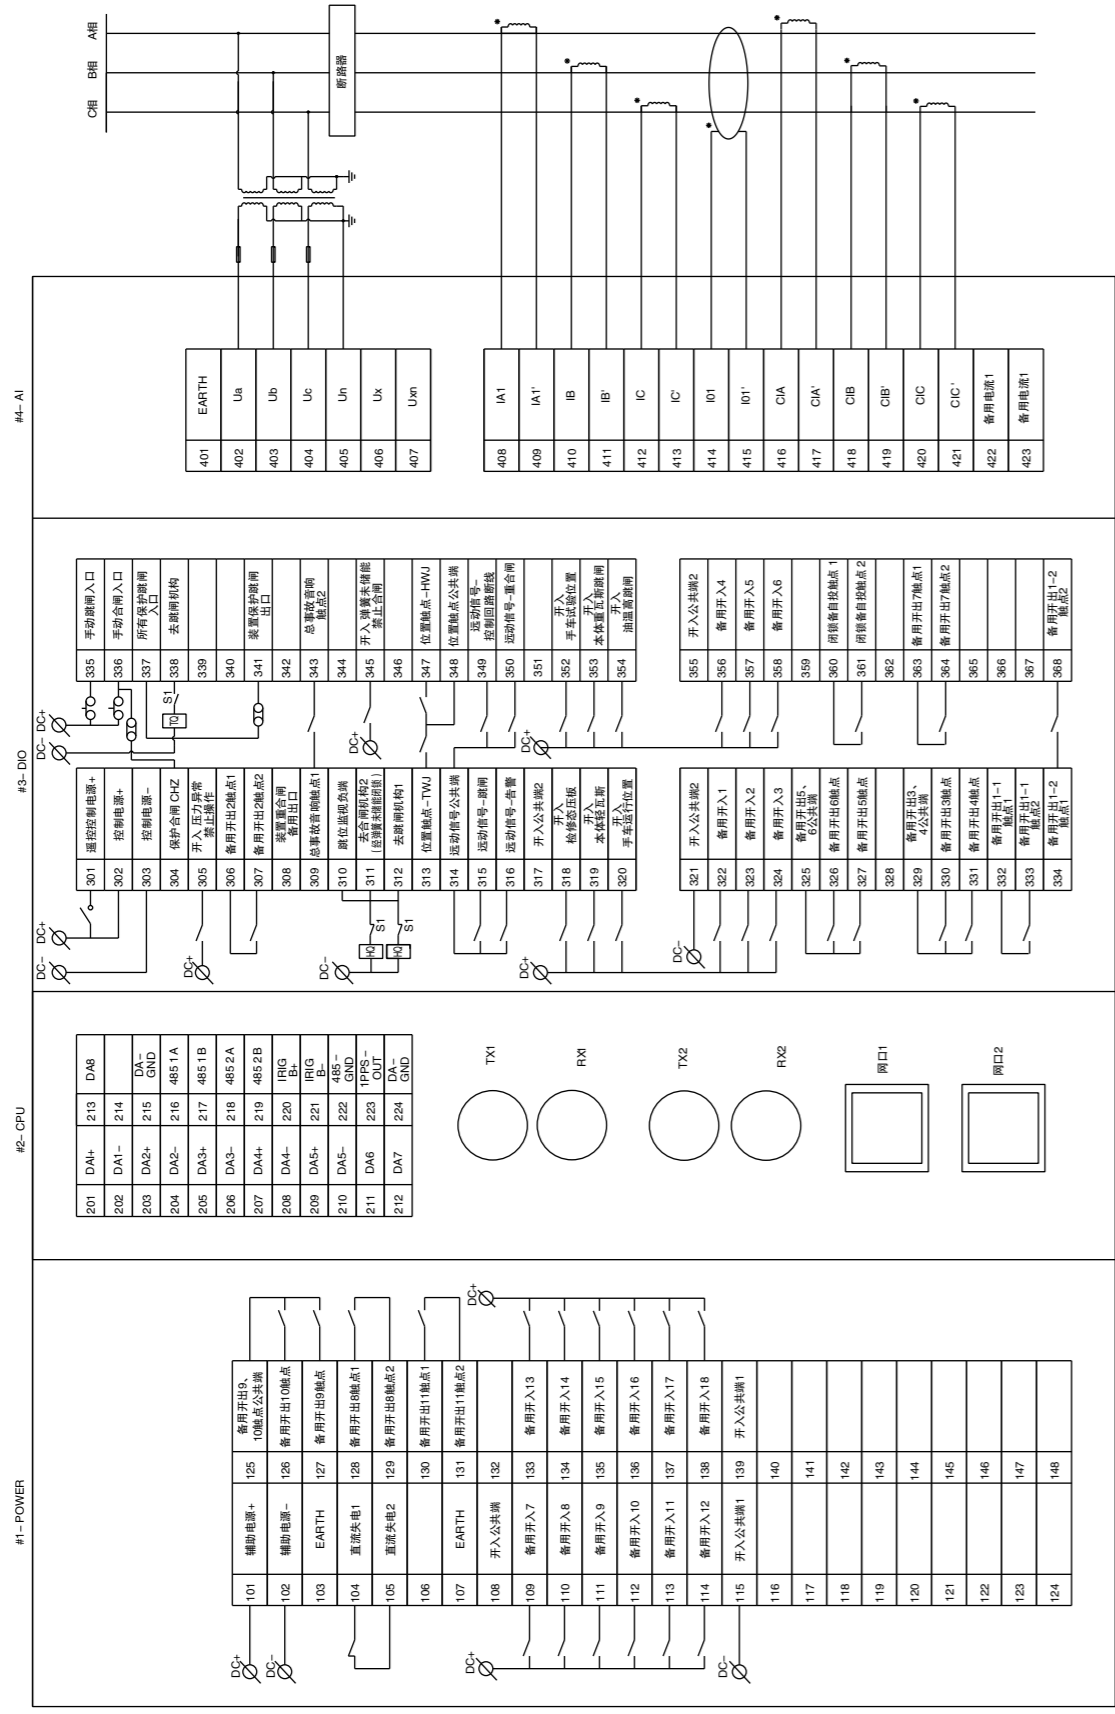 #1– POWER
DC+
DC–
DC+
DC–
101 辅助电源+
102 辅助电源–
103 EARTH
104 直流失电1
105 直流失电2
106
107 EARTH
108 开入公共端
109 备用开入7
110 备用开入8
111 备用开入9
112 备用开入10
113 备用开入11
114 备用开入12
115 开入公共端1
116
117
118
119
120
121
122
123
124
125 备用开出9、
10触点公共端
126 备用开出10触点
127 备用开出9触点
128 备用开出8触点1
129 备用开出8触点2
130 备用开出11触点1
131 备用开出11触点2
132
133 备用开入13
134 备用开入14
135 备用开入15
136 备用开入16
137 备用开入17
138 备用开入18
139 开入公共端1
140
141
142
143
144
145
146
147
148
DC+
#2– CPU
201 DAI+
202 DA1–
203 DA2+
204 DA2–
205 DA3+
206 DA3–
207 DA4+
208 DA4–
209 DA5+
210 DA5–
211 DA6
212 DA7
213 DA8
214
215 DA–
GND
216 485 1 A
217 485 1 B
218 485 2 A
219 485 2 B
220 IRIG
B+
221 IRIG
B–
222 485 –
GND
223 1PPS –
OUT
224 DA–
GND
TX1
RXI
TX2
RX2
网口1
网口2
#3– DIO
DC–
DC+
DC+
DC–
HQ
S1
HQ
S1
DC+
DC–
301 遥控控制电源+
302 控制电源+
303 控制电源–
304 保护合闸 CHZ
305 开入 压力异常
禁止操作
306 备用开出2触点1
307 备用开出2触点2
308 装置重合闸
备用出口
309 总事故音响触点1
310 跳位监视负端
311 去合闸机构2
(经弹簧未储能闭锁)
312 去跳闸机构1
313 位置触点–TWJ
314 远动信号公共端
315 远动信号–跳闸
316 远动信号–告警
317 开入公共端2
318 开入
检修态压板
319 开入
本体轻瓦斯
320 开入
手车运行位置
321 开入公共端2
322 备用开入1
323 备用开入2
324 备用开入3
325 备用开出5、
6公共端
326 备用开出6触点
327 备用开出5触点
328
329 备用开出3、
4公共端
330 备用开出3触点
331 备用开出4触点
332 备用开出1–1
触点1
333 备用开出1–1
触点2
334 备用开出1–2
触点1
DC–
DC+
TQ
S1
DC+
DC+
335 手动跳闸入口
336 手动合闸入口
337 所有保护跳闸
入口
338 去跳闸机构
339
340
341 装置保护跳闸
出口
342
343 总事故音响
触点2
344
345 开入 弹簧未储能
禁止合闸
346
347 位置触点–HWJ
348 位置触点公共端
349 远动信号–
控制回路断线
350 远动信号–重合闸
351
352 开入
手车试验位置
353 开入
本体重瓦斯跳闸
354 开入
油温高跳闸
355 开入公共端2
356 备用开入4
357 备用开入5
358 备用开入6
359
360 闭锁备自投触点 1
361 闭锁备自投触点 2
362
363 备用开出7触点1
364 备用开出7触点2
365
366
367
368 备用开出1–2
触点2
#4– AI
401 EARTH
402 Ua
403 Ub
404 Uc
405 Un
406 Ux
407 Uxn
408 IA1
409 IA1'
410 IB
411 IB'
412 IC
413 IC'
414 I01
415 I01'
416 CIA
417 CIA'
418 CIB
419 CIB'
420 CIC
421 CIC '
422 备用电流1
423 备用电流1
A相
B相
C相
断路器